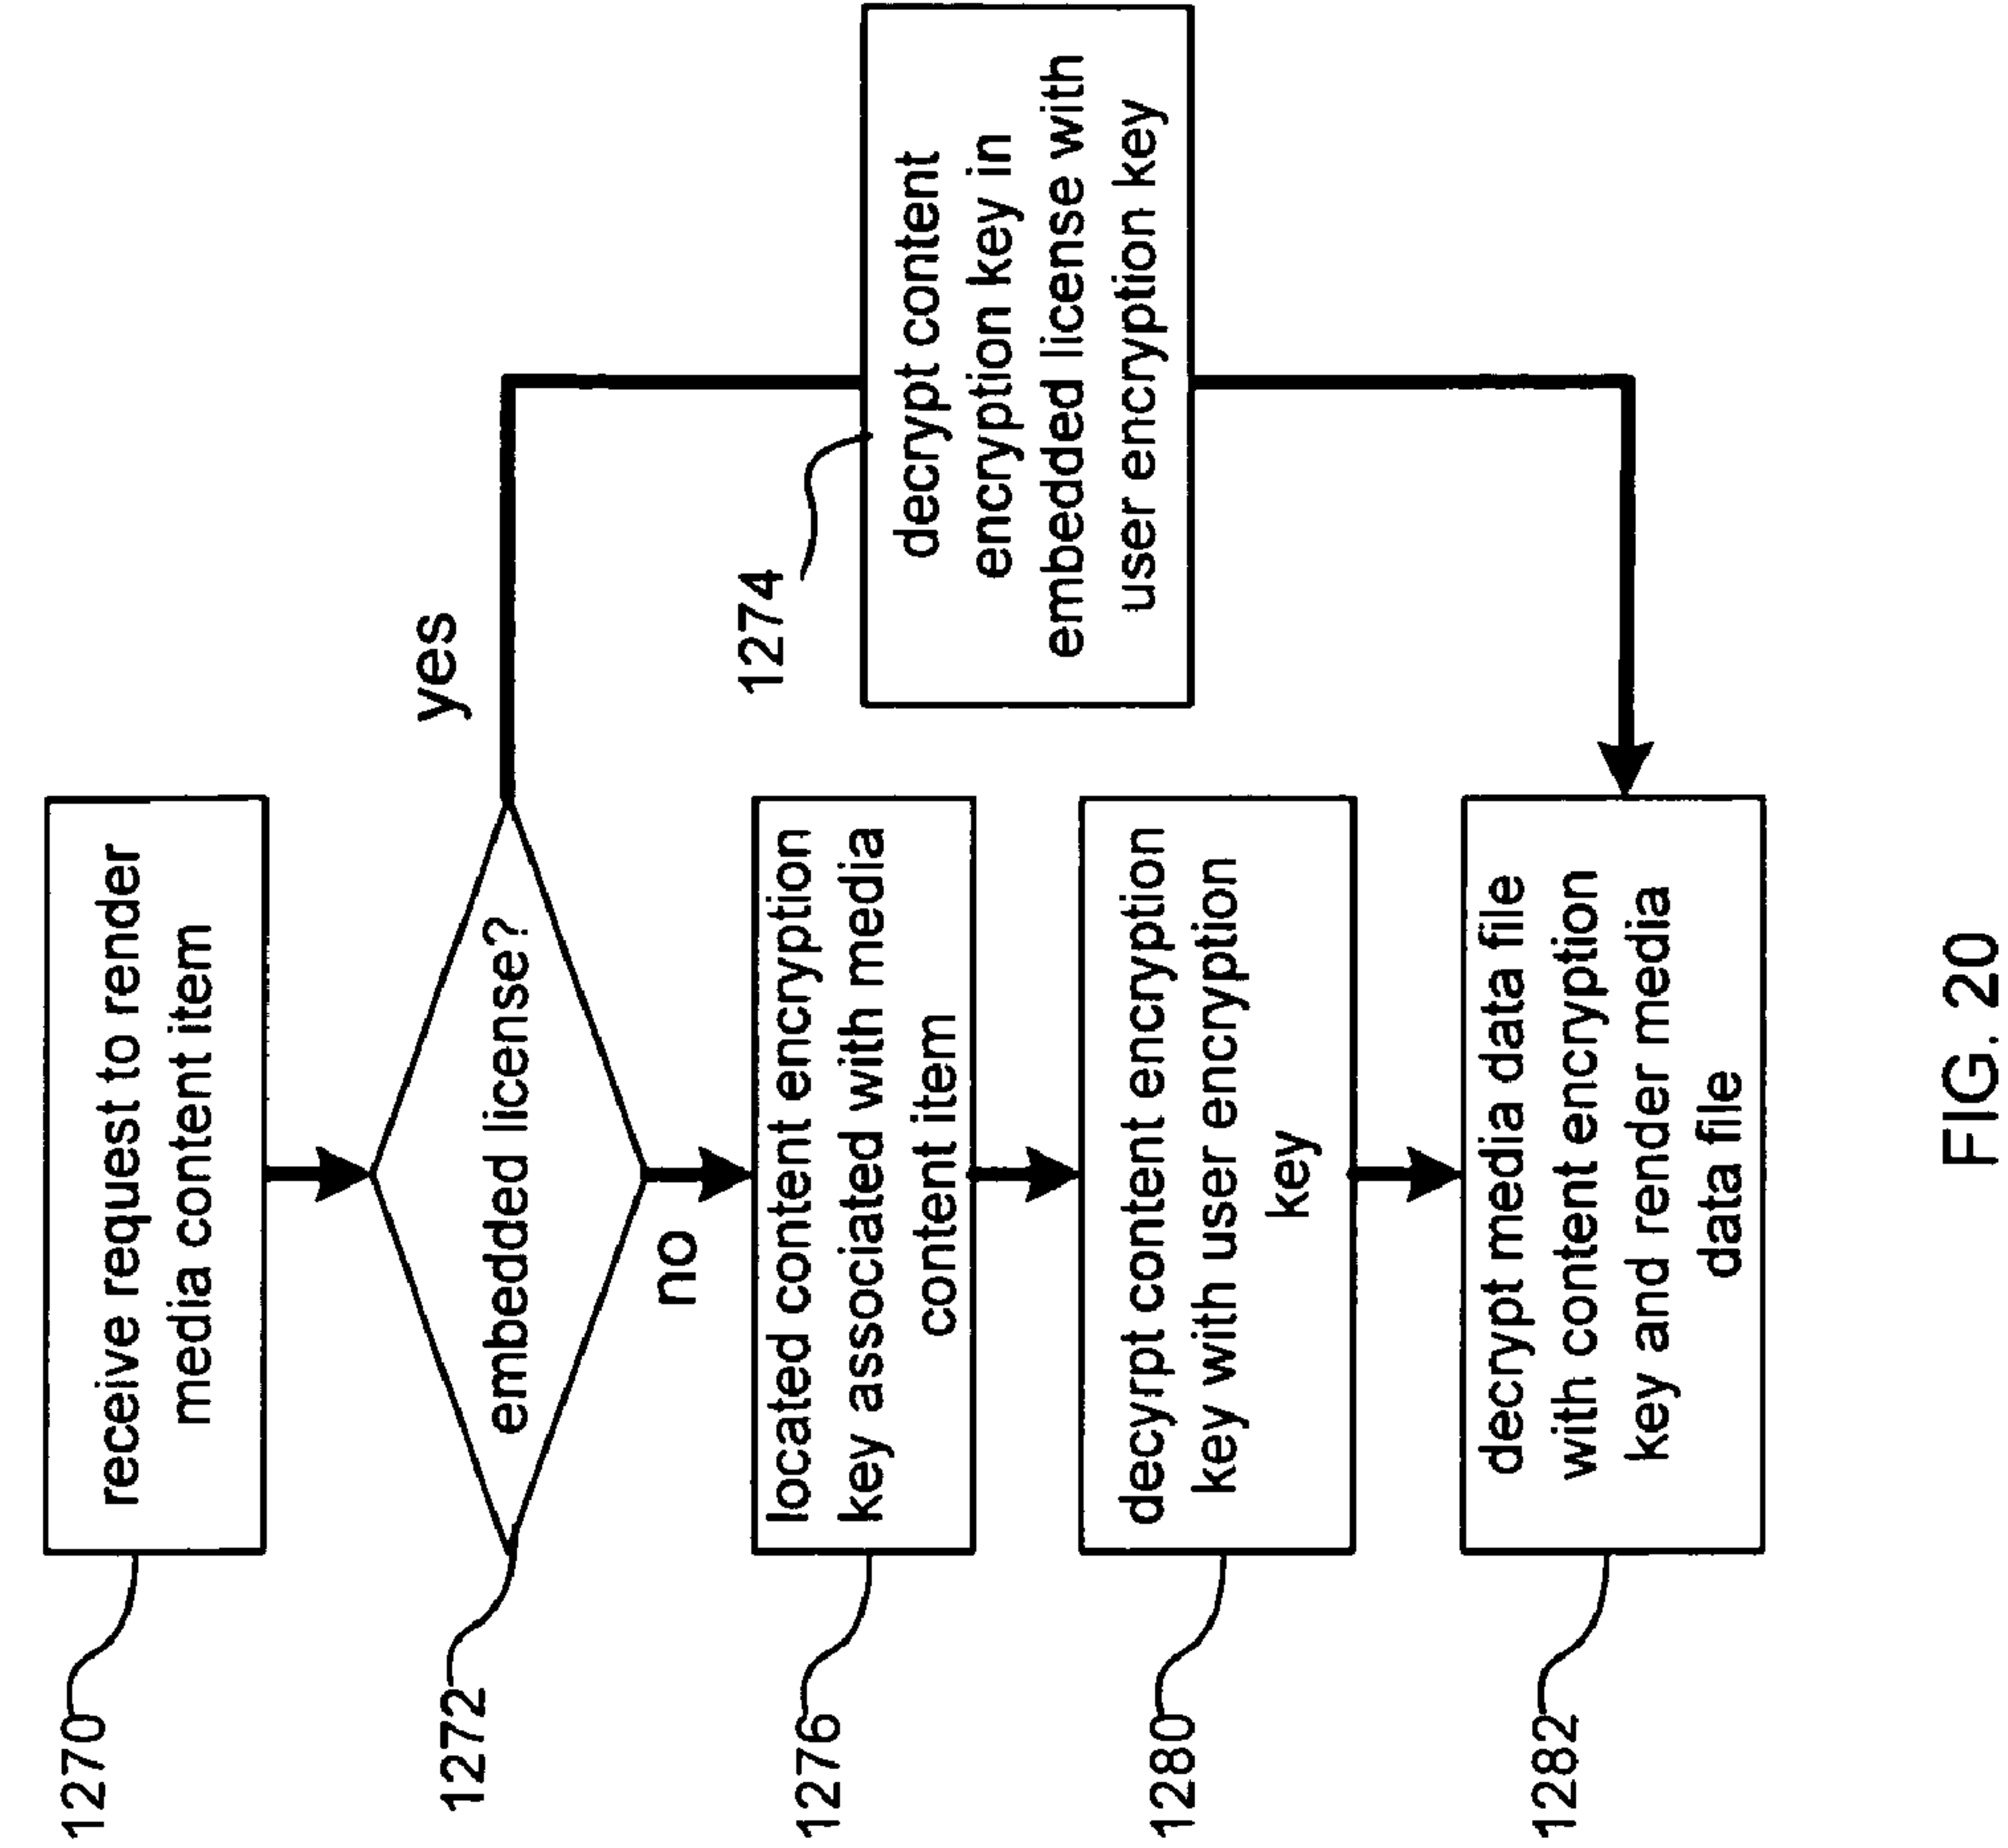 1270
receive request to render
media content item
1272
embedded license?
yes
no
1274
decrypt content
encryption key in
embedded license with
user encryption key
1276
located content encryption
key associated with media
content item
1280
decyrpt content encryption
key with user encryption
key
1282
decrypt media data file
with content encryption
key and render media
data file
FIG. 20